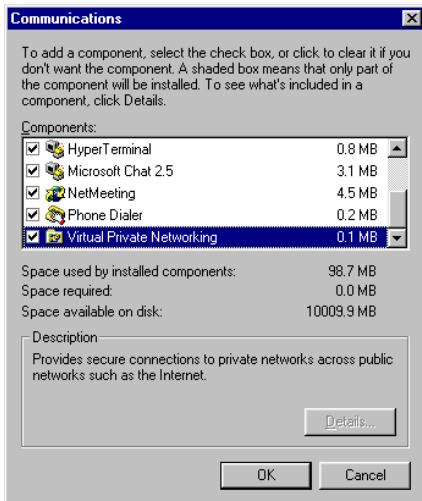 Communications
To add a component, select the check box, or click to clear it if you
don't want the component. A shaded box means that only part of
the component will be installed. To see what's included in a
component, click Details.
Components:
HyperTerminal 0.8 MB
Microsoft Chat 2.5 3.1 MB
NetMeeting 4.5 MB
Phone Dialer 0.2 MB
Virtual Private Networking 0.1 MB
Space used by installed components: 98.7 MB
Space required: 0.0 MB
Space available on disk: 10009.9 MB
Description
Provides secure connections to private networks across public
networks such as the Internet.
Details...
OK Cancel